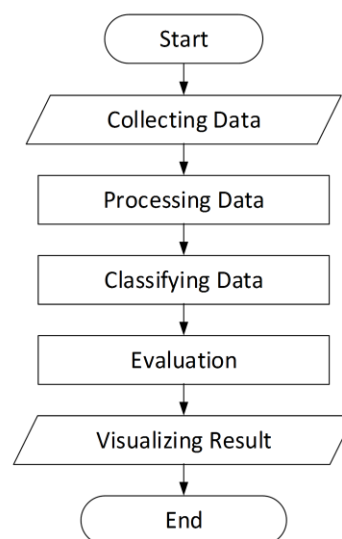 Start
Collecting Data
Processing Data
Classifying Data
Evaluation
Visualizing Result
End